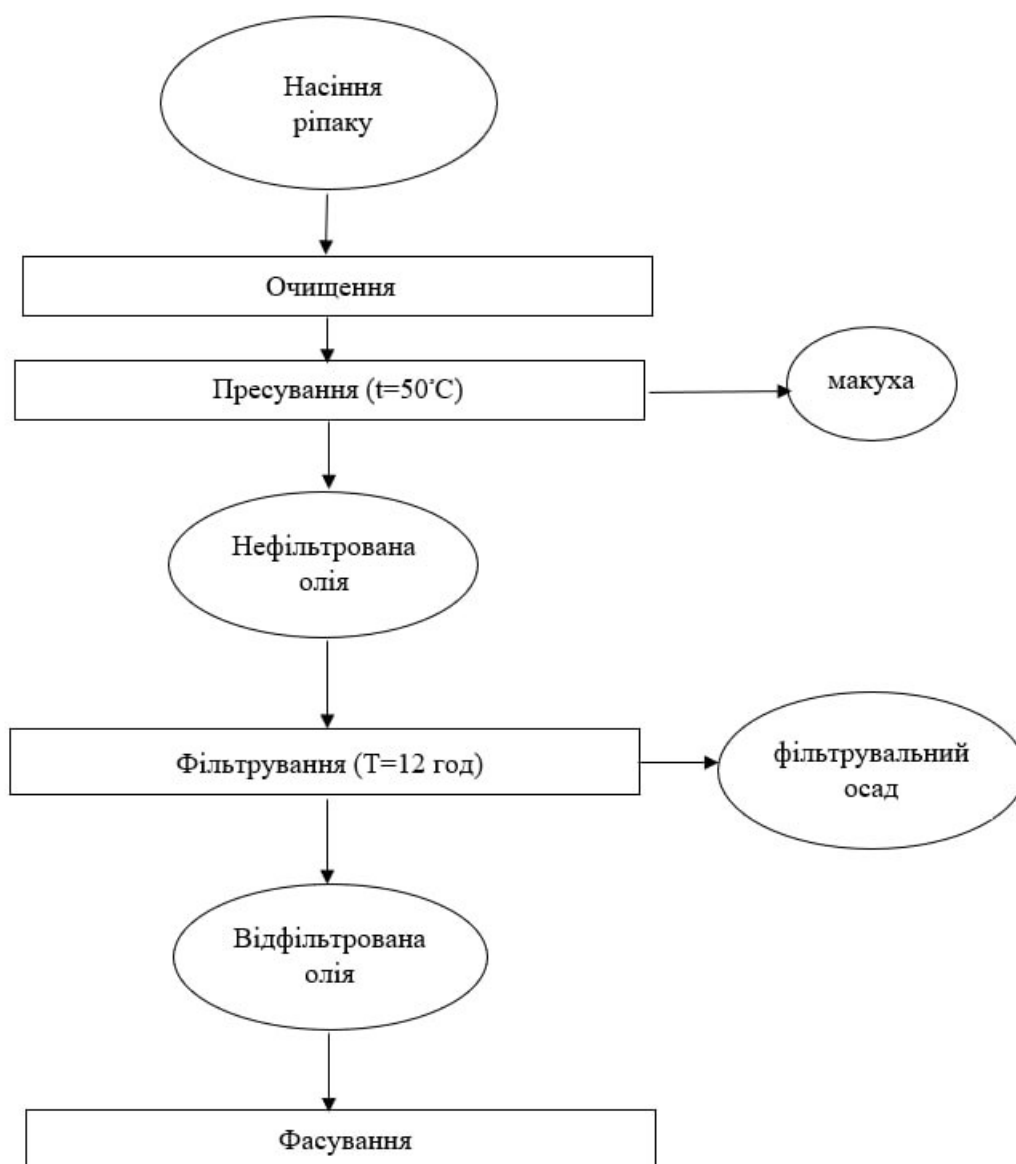 Насіння
ріпаку
Очищення
Пресування (t=50˚С)
макуха
Нефільтрована
олія
Фільтрування (Т=12 год)
фільтрувальний
осад
Відфільтрована
олія
Фасування